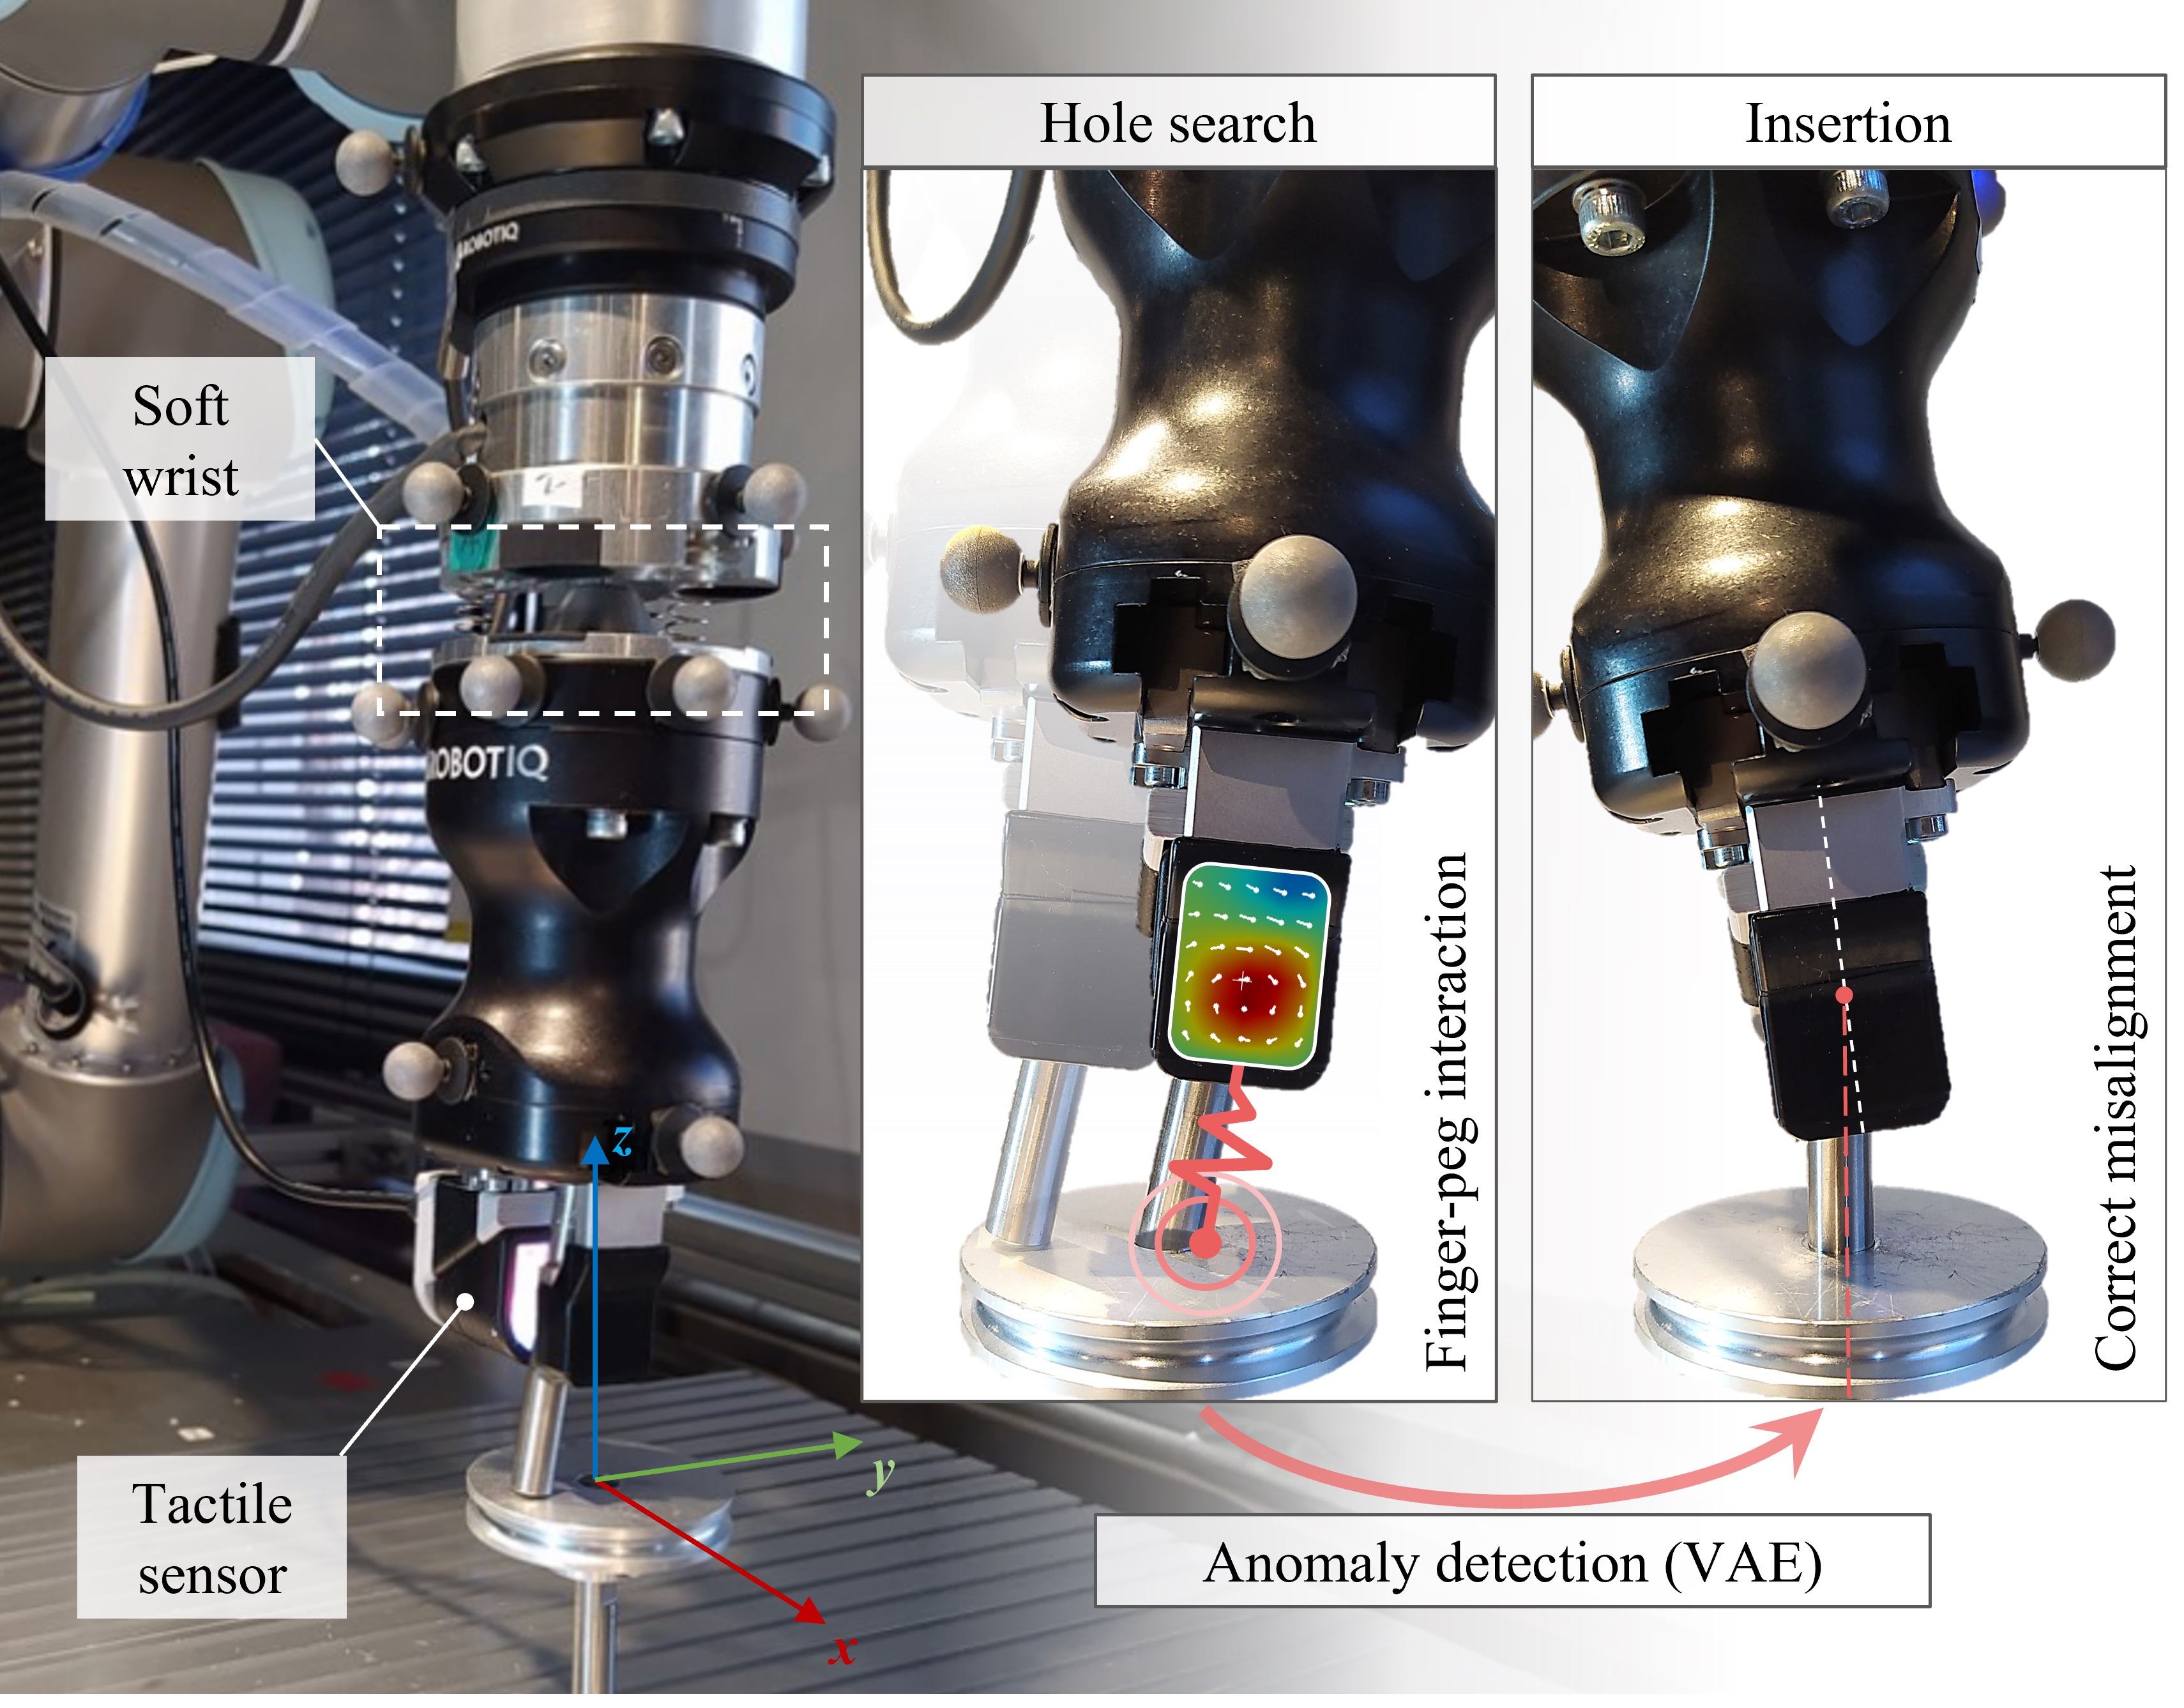 Hole search
Insertion
ROBOTIQ
Soft
wrist
ROBOTIQ
z
Finger-peg interaction
Correct misalignment
y
Tactile
sensor
Anomaly detection (VAE)
x